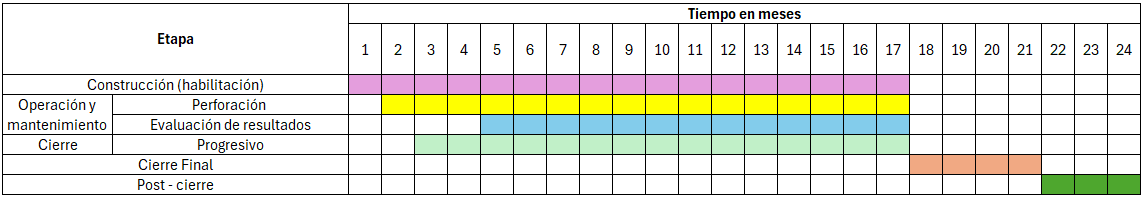 Etapa
Tiempo en meses
1 2 3 4 5 6 7 8 9 10 11 12 13 14 15 16 17 18 19 20 21 22 23 24
Construcción (habilitación)
Operación y
mantenimiento
Perforación
Evaluación de resultados
Cierre
Progresivo
Cierre Final
Post - cierre